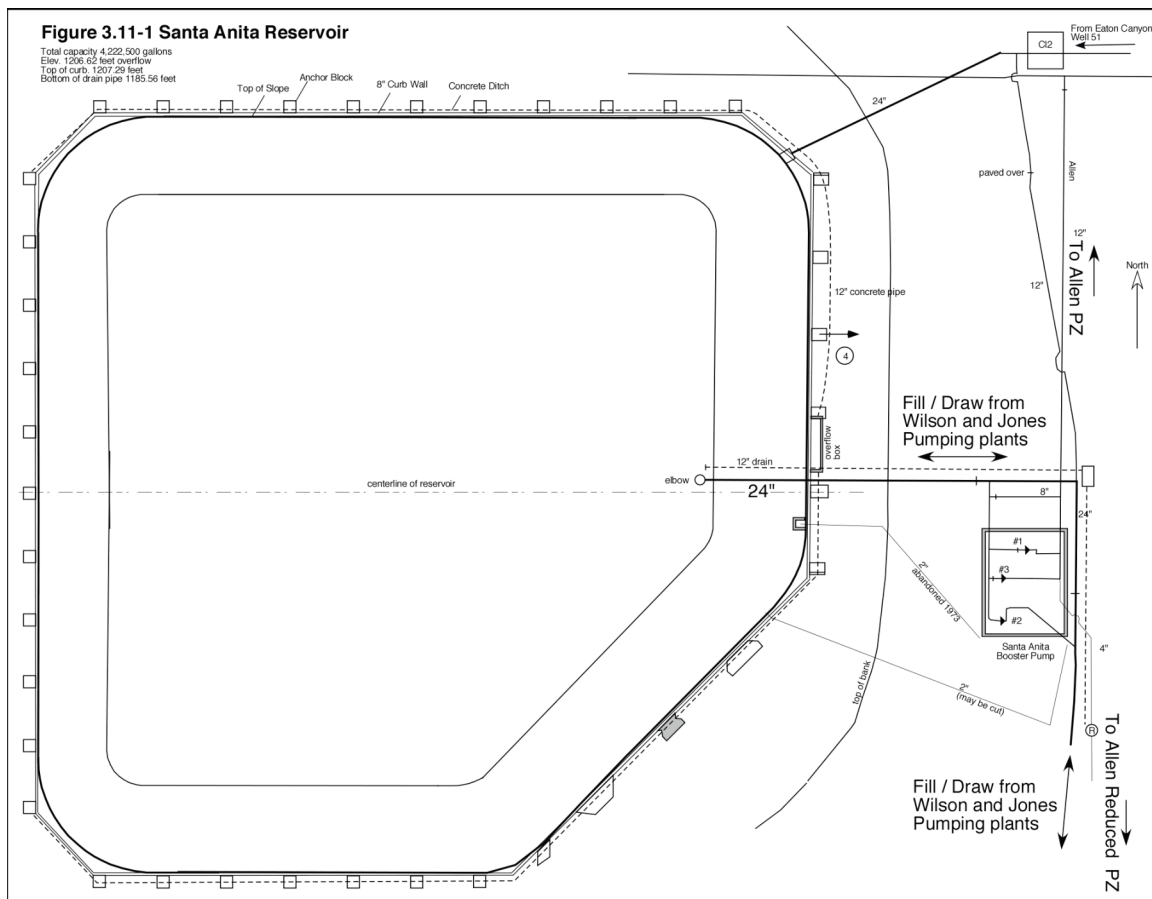 Figure 3.11-1 Santa Anita Reservoir
Total capacity 4,222,500 gallons
Elev. 1206.62 feet overflow
Top of curb. 1207.29 feet
Bottom of drain pipe 1185.56 feet
Top of Slope
Anchor Block
8" Curb Wall
Concrete Ditch
24"
Cl2
From Eaton Canyon
Well 51
paved over
Allen
12"
To Allen PZ
12"
North
12" concrete pipe
4
Fill / Draw from
Wilson and Jones
Pumping plants
overflow
box
12" drain
elbow
24"
centerline of reservoir
8"
24"
#1
#3
#2
Santa Anita
Booster Pump
2"
abandoned 1973
4"
2"
(may be cut)
top of bank
R
To Allen Reduced PZ
Fill / Draw from
Wilson and Jones
Pumping plants